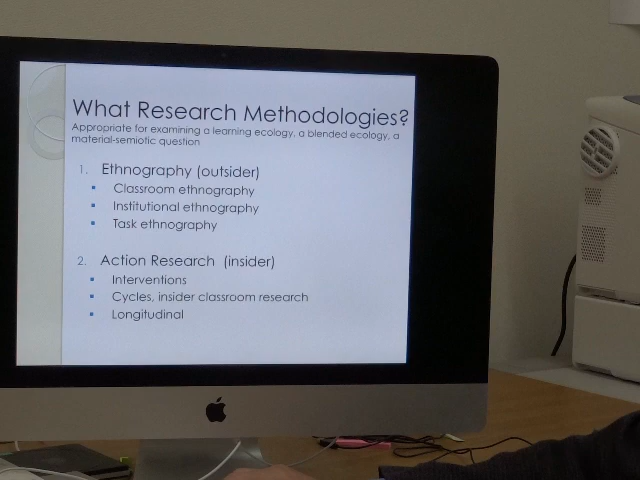 What Research Methodologies?
Appropriate for examining a learning ecology, a blended ecology, a
material-semiotic question
1. Ethnography (outsider)
▪ Classroom ethnography
▪ Institutional ethnography
▪ Task ethnography
2. Action Research (insider)
▪ Interventions
▪ Cycles, insider classroom research
▪ Longitudinal